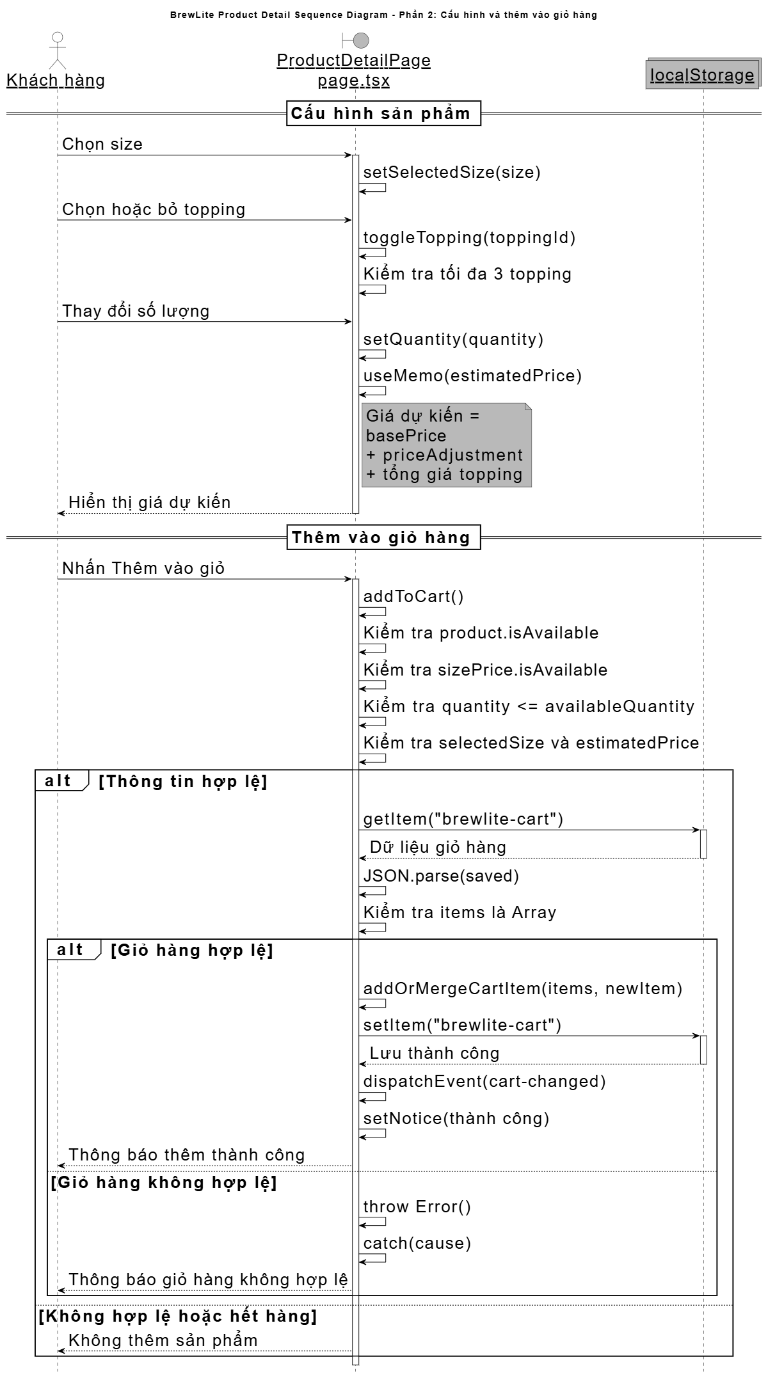 BrewLite Product Detail Sequence Diagram - Phần 2: Cấu hình và thêm vào giỏ hàng
Khách hàng
ProductDetailPage
page.tsx
localStorage
Cấu hình sản phẩm
Chọn size
setSelectedSize(size)
Chọn hoặc bỏ topping
toggleTopping(toppingId)
Kiểm tra tối đa 3 topping
Thay đổi số lượng
setQuantity(quantity)
useMemo(estimatedPrice)
Giá dự kiến =
basePrice
+ priceAdjustment
+ tổng giá topping
Hiển thị giá dự kiến
Thêm vào giỏ hàng
Nhấn Thêm vào giỏ
addToCart()
Kiểm tra product.isAvailable
Kiểm tra sizePrice.isAvailable
Kiểm tra quantity <= availableQuantity
Kiểm tra selectedSize và estimatedPrice
alt [Thông tin hợp lệ]
getItem("brewlite-cart")
Dữ liệu giỏ hàng
JSON.parse(saved)
Kiểm tra items là Array
alt [Giỏ hàng hợp lệ]
addOrMergeCartItem(items, newItem)
setItem("brewlite-cart")
Lưu thành công
dispatchEvent(cart-changed)
setNotice(thành công)
Thông báo thêm thành công
[Giỏ hàng không hợp lệ]
throw Error()
catch(cause)
Thông báo giỏ hàng không hợp lệ
[Không hợp lệ hoặc hết hàng]
Không thêm sản phẩm